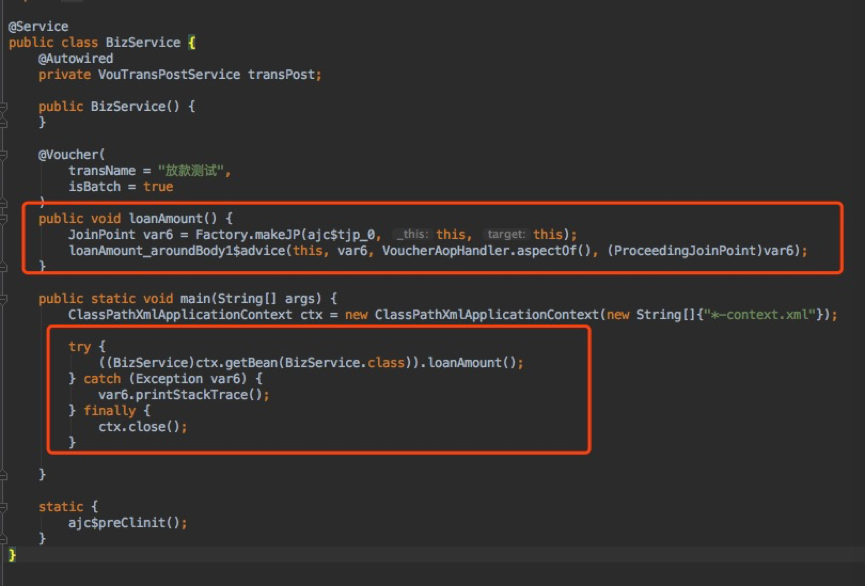 @Service
public class BizService {
@Autowired
private VouTransPostService transPost;
public BizService() {
}
@Voucher(
transName = "放款测试",
isBatch = true
)
public void loanAmount() {
JoinPoint var6 = Factory.makeJP(ajc$tjp_0, _this: this, target: this);
loanAmount_aroundBody1$advice(this, var6, VoucherAopHandler.aspectOf(), (ProceedingJoinPoint)var6);
}
public static void main(String[] args) {
ClassPathXmlApplicationContext ctx = new ClassPathXmlApplicationContext(new String[]{"*-context.xml"});
try {
((BizService)ctx.getBean(BizService.class)).loanAmount();
} catch (Exception var6) {
var6.printStackTrace();
} finally {
ctx.close();
}
}
static {
ajc$preClinit();
}
}